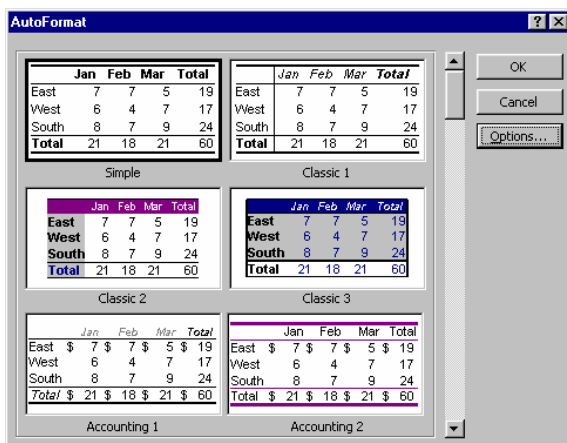 AutoFormat
Jan Feb Mar Total
East 7 7 5 19
West 6 4 7 17
South 8 7 9 24
Total 21 18 21 60
Simple
Jan Feb Mar Total
East 7 7 5 19
West 6 4 7 17
South 8 7 9 24
Total 21 18 21 60
Classic 1
Jan Feb Mar Total
East 7 7 5 19
West 6 4 7 17
South 8 7 9 24
Total 21 18 21 60
Classic 2
Jan Feb Mar Total
East 7 7 5 19
West 6 4 7 17
South 8 7 9 24
Total 21 18 21 60
Classic 3
Jan Feb Mar Total
East $ 7 $ 7 $ 5 $ 19
West 6 4 7 17
South 8 7 9 24
Total $ 21 $ 18 $ 21 $ 60
Accounting 1
Jan Feb Mar Total
East $ 7 $ 7 $ 5 $ 19
West 6 4 7 17
South 8 7 9 24
Total $ 21 $ 18 $ 21 $ 60
Accounting 2
OK
Cancel
Options...